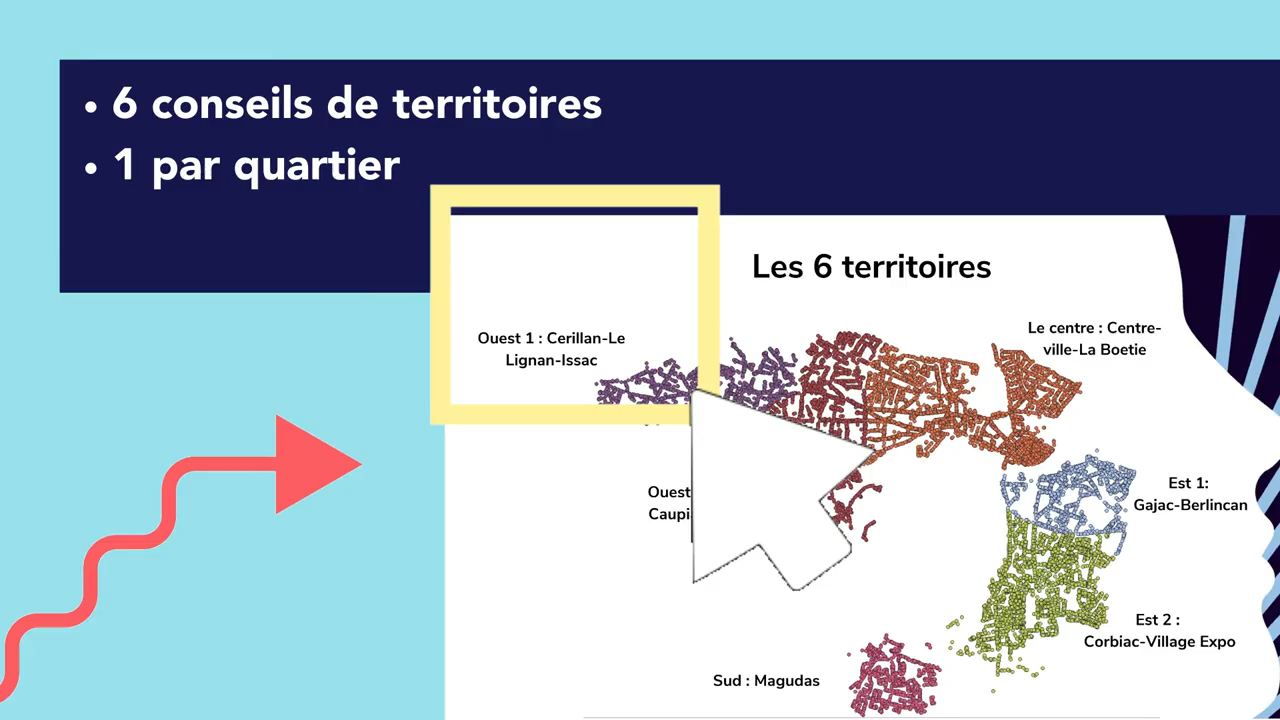 • 6 conseils de territoires
• 1 par quartier
Les 6 territoires
Ouest 1 : Cerillan-Le
Lignan-Issac
Le centre : Centre-
ville-La Boetie
Ouest
Est 1:
Gajac-Berlincan
Est 2 :
Corbiac-Village Expo
Sud : Magudas